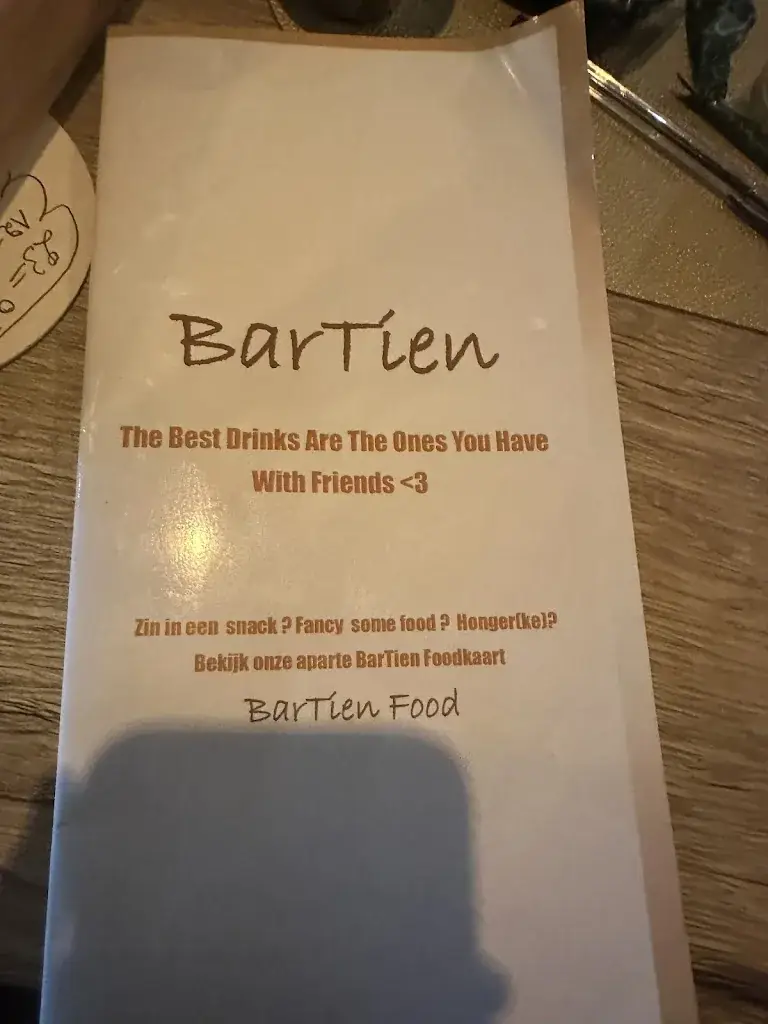 BarTien
The Best Drinks Are The Ones You Have
With Friends <3
Zin in een snack ? Fancy some food ? Honger(ke)?
Bekijk onze aparte BarTien Foodkaart
BarTien Food